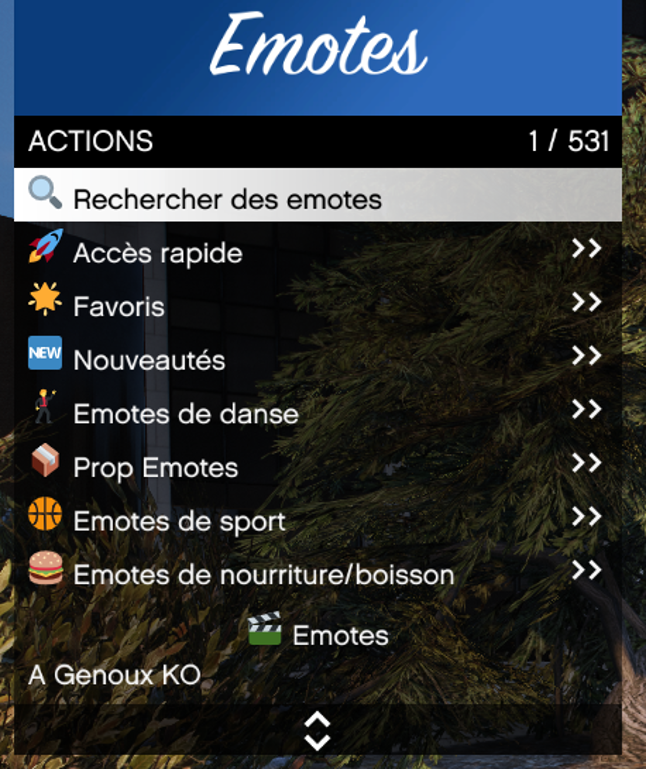 Emotes
ACTIONS 1 / 531
Rechercher des emotes
Accès rapide >>
Favoris >>
NEW Nouveautés >>
Emotes de danse >>
Prop Emotes >>
Emotes de sport >>
Emotes de nourriture/boisson >>
Emotes
A Genoux KO